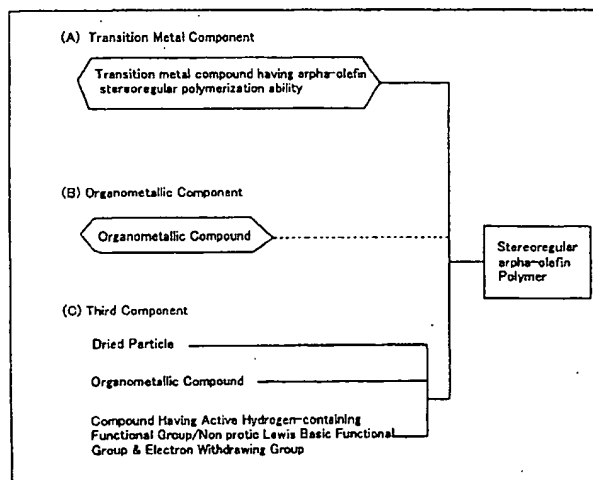 (A) Transition Metal Component
Transition metal compound having arpha-olefin
stereoregular polymerization ability
(B) Organometallic Component
Organometallic Compound
Stereoregular
arpha-olefin
Polymer
(C) Third Component
Dried Particle
Organometallic Compound
Compound Having Active Hydrogen-containing
Functional Group/Non protic Lewis Basic Functional
Group & Electron Withdrawing Group